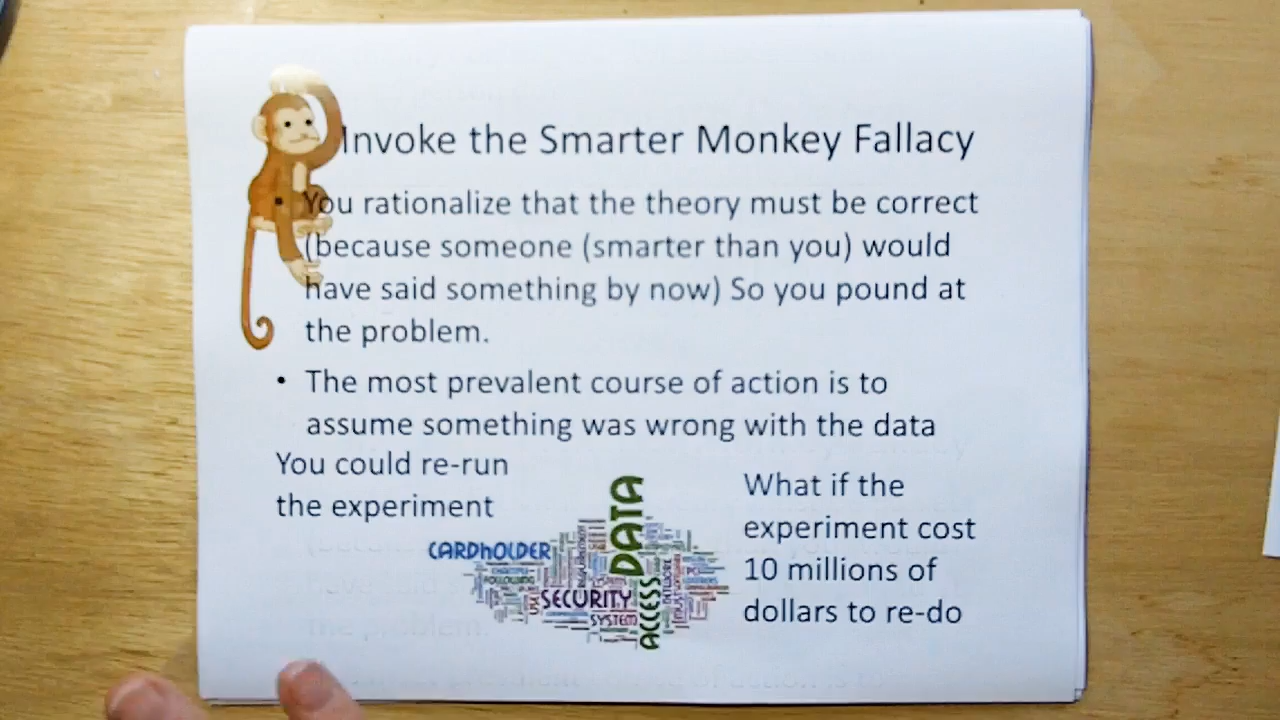 Invoke the Smarter Monkey Fallacy
• You rationalize that the theory must be correct
(because someone (smarter than you) would
have said something by now) So you pound at
the problem.
• The most prevalent course of action is to
assume something was wrong with the data
You could re-run
the experiment
DATA
CARDHOLDER
SECURITY
ACCESS
SYSTEM
What if the
experiment cost
10 millions of
dollars to re-do